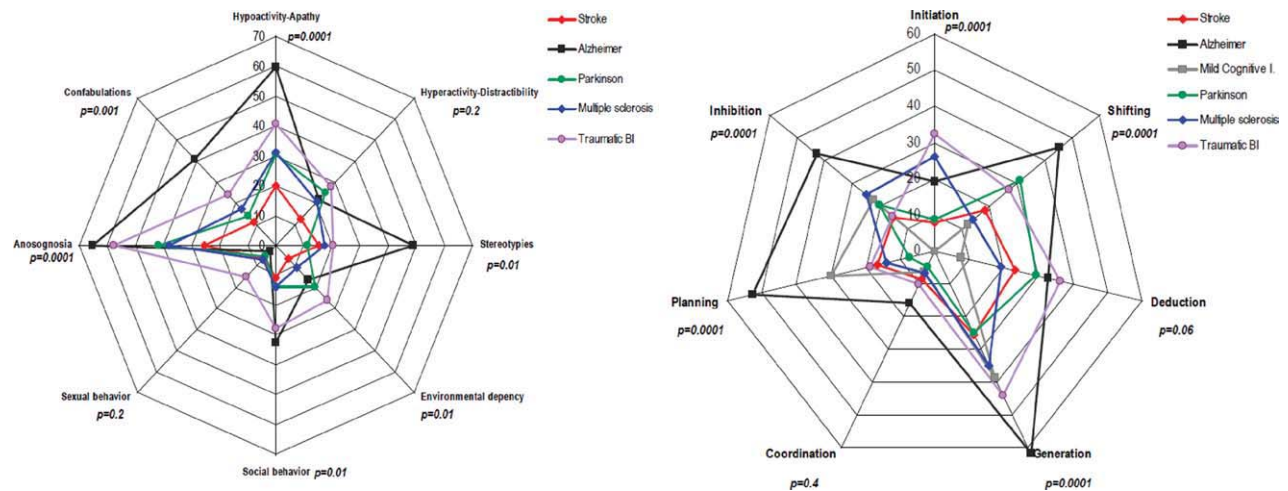 Hypoactivity-Apathy
p=0.0001
70
60
50
40
30
20
10
0
Hyperactivity-Distractibility
p=0.2
Stereotypies
p=0.01
Environmental depency
p=0.01
Social behavior p=0.01
Sexual behavior
p=0.2
Anosognosia
p=0.0001
Confabulations
p=0.001
Stroke
Alzheimer
Parkinson
Multiple sclerosis
Traumatic BI
Initiation
p=0.0001
60
50
40
30
20
10
0
Shifting
p=0.0001
Deduction
p=0.06
Generation
p=0.0001
Coordination
p=0.4
Planning
p=0.0001
Inhibition
p=0.0001
Stroke
Alzheimer
Mild Cognitive I.
Parkinson
Multiple sclerosis
Traumatic BI